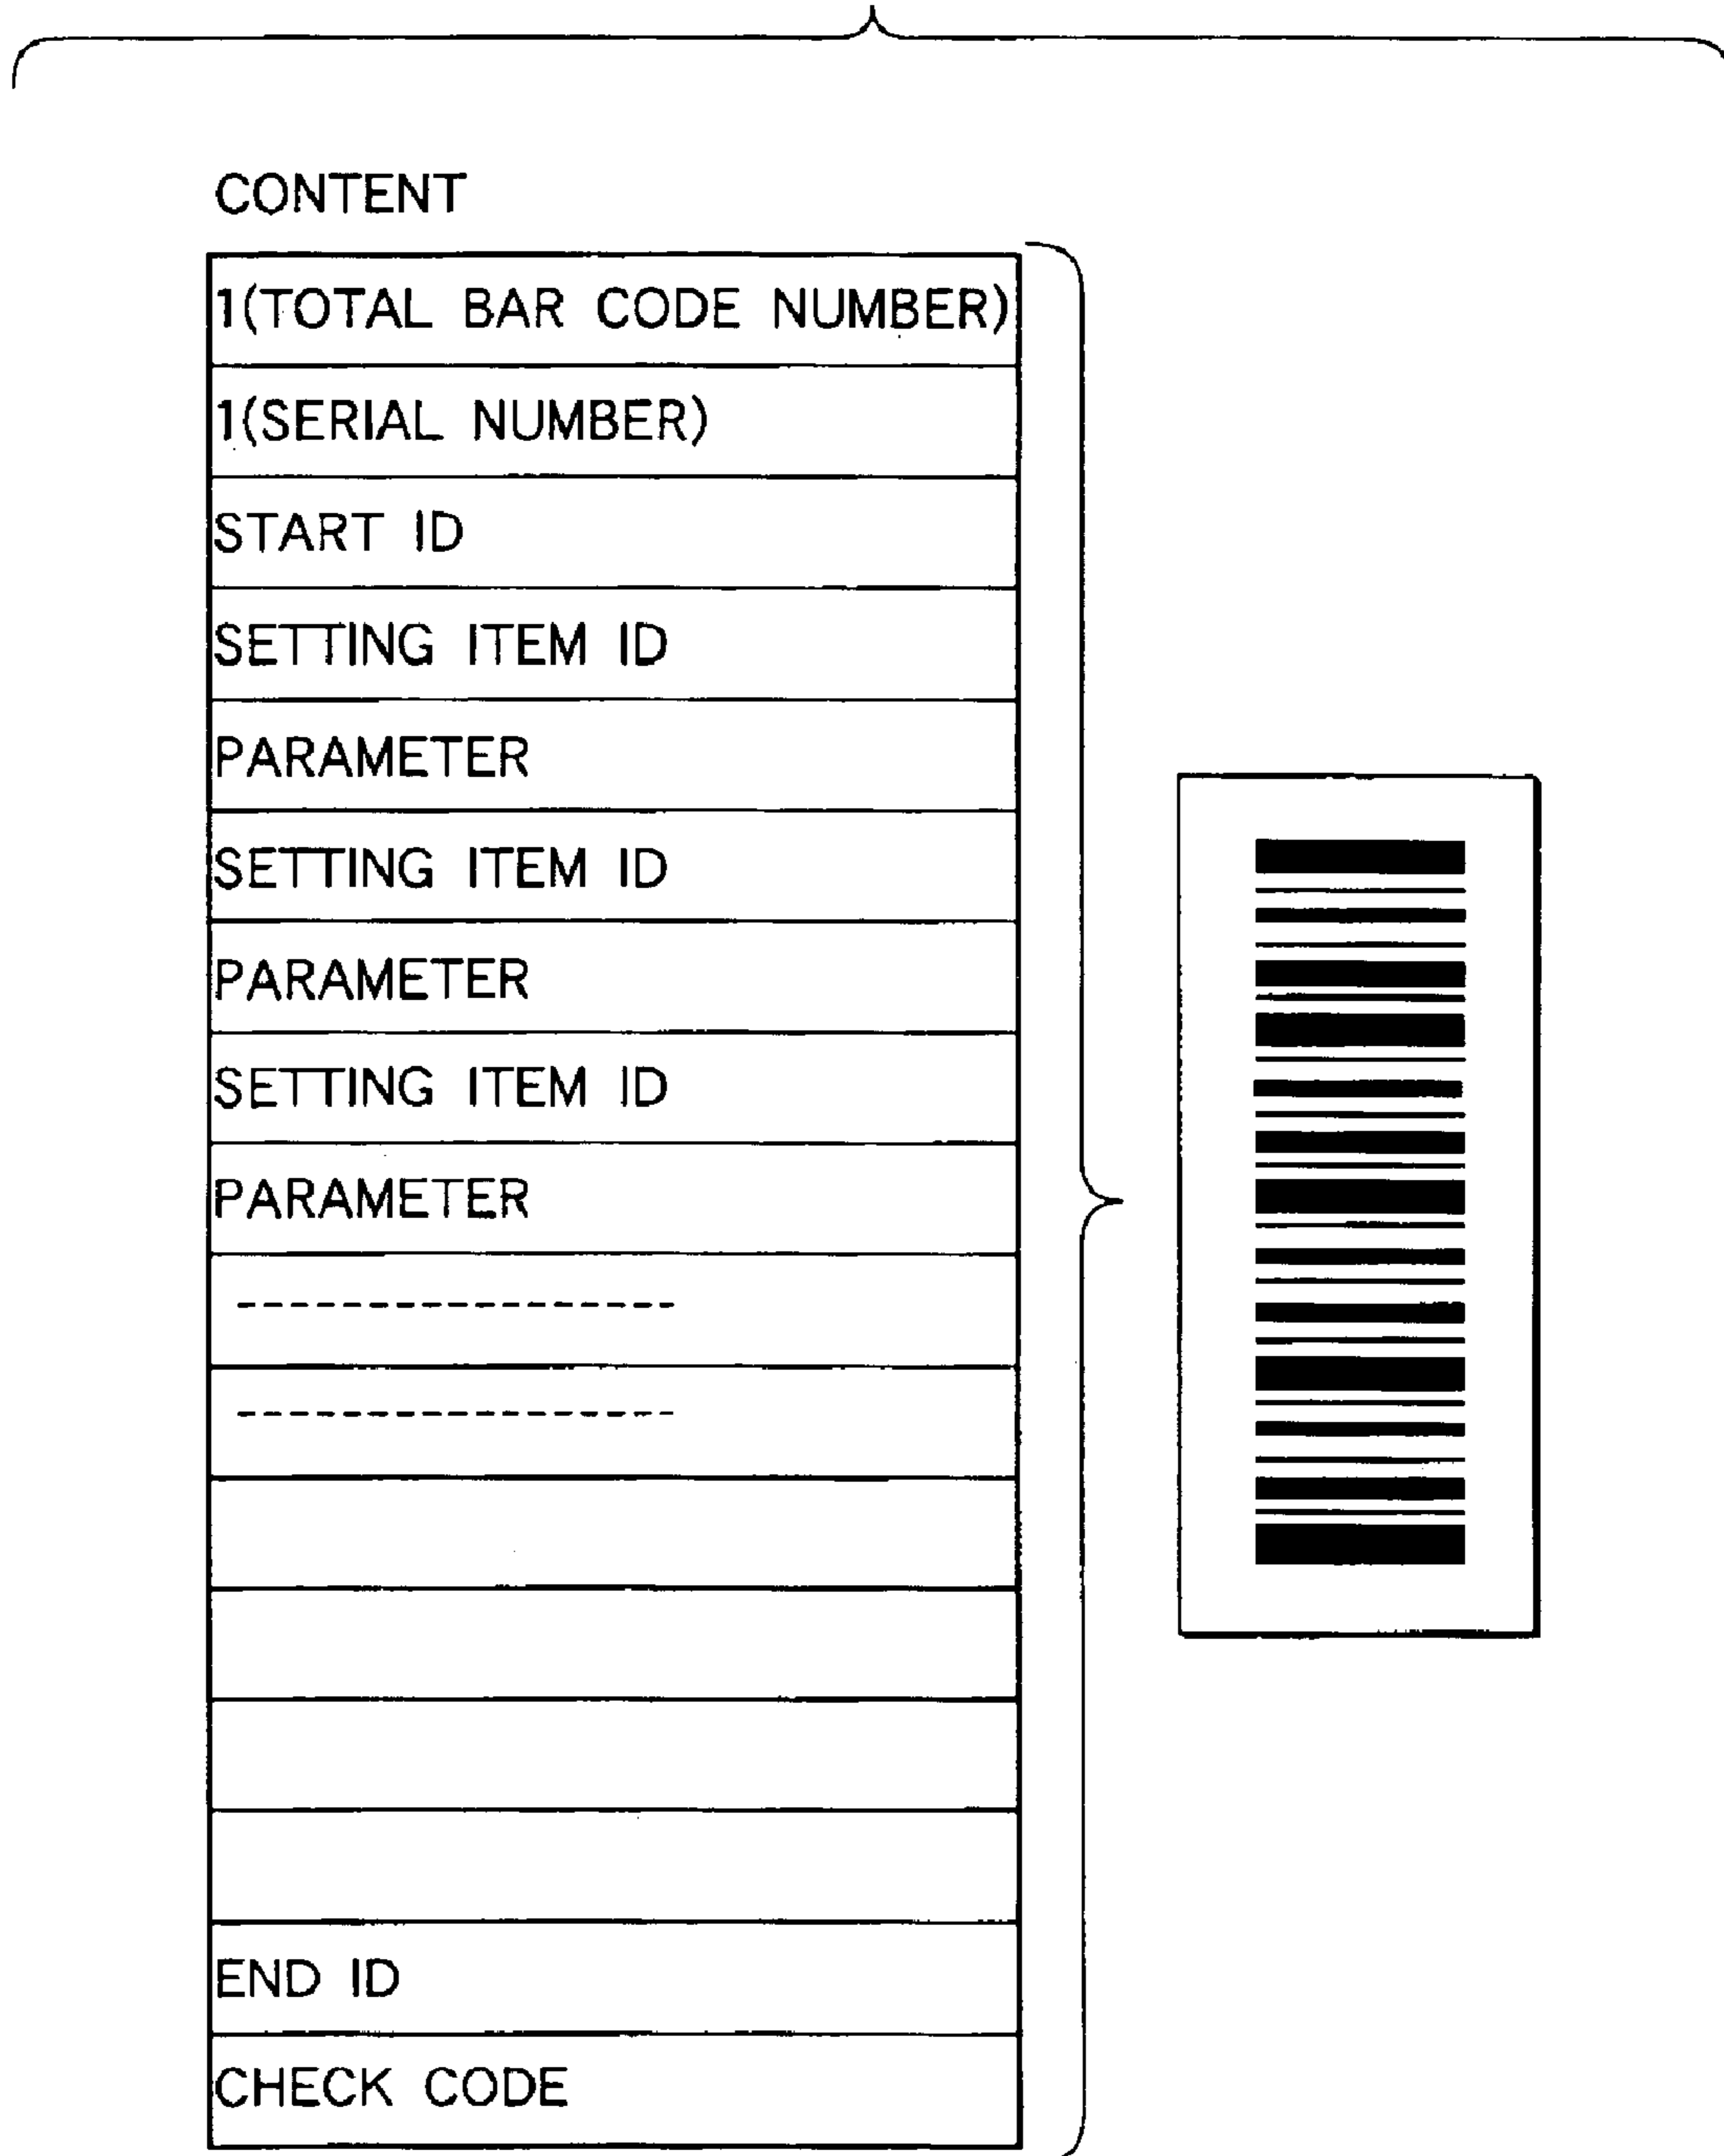 CONTENT
1(TOTAL BAR CODE NUMBER)
1(SERIAL NUMBER)
START ID
SETTING ITEM ID
PARAMETER
SETTING ITEM ID
PARAMETER
SETTING ITEM ID
PARAMETER
-----------------
-----------------
END ID
CHECK CODE